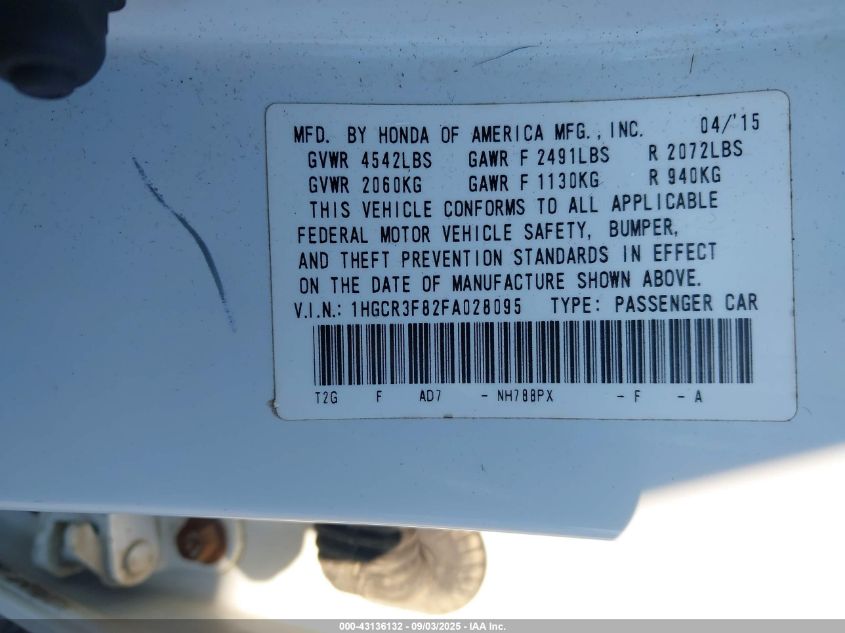 MFD. BY HONDA OF AMERICA MFG., INC. 04/'15
GVWR 4542LBS GAWR F 2491LBS R 2072LBS
GVWR 2060KG GAWR F 1130KG R 940KG
THIS VEHICLE CONFORMS TO ALL APPLICABLE
FEDERAL MOTOR VEHICLE SAFETY, BUMPER,
AND THEFT PREVENTION STANDARDS IN EFFECT
ON THE DATE OF MANUFACTURE SHOWN ABOVE.
V.I.N.: 1HGCR3F82FA028095 TYPE: PASSENGER CAR
T2G F AD7 - NH788PX - F - A
000-43136132 - 09/03/2025 - IAA Inc.